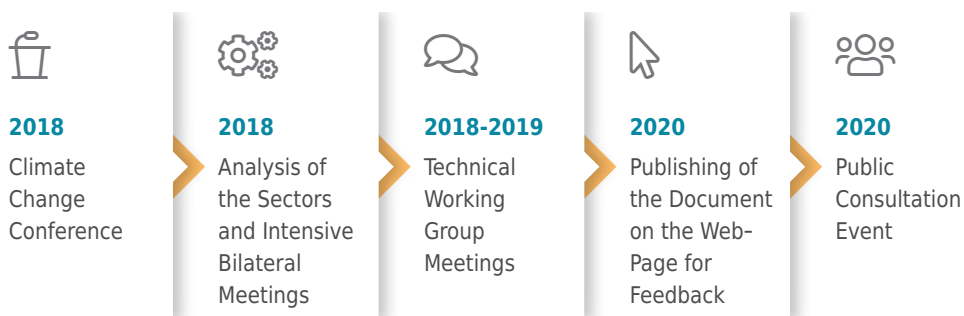 2018
Climate
Change
Conference
2018
Analysis of
the Sectors
and Intensive
Bilateral
Meetings
2018-2019
Technical
Working
Group
Meetings
2020
Publishing of
the Document
on the Web–
Page for
Feedback
2020
Public
Consultation
Event